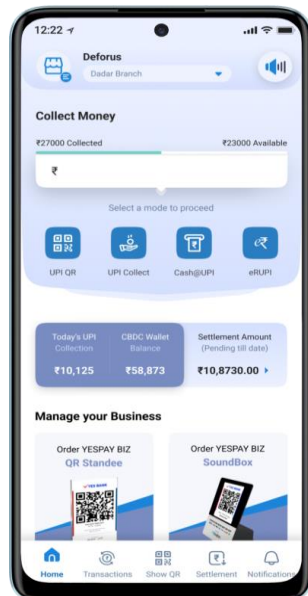 12:22
Deforus
Dadar Branch
Collect Money
₹27000 Collected ₹23000 Available
₹
Select a mode to proceed
UPI QR UPI Collect Cash@UPI eRUPI
Today's UPI Collection
₹10,125
CBDC Wallet Balance
₹58,873
Settlement Amount
(Pending till date)
₹10,8730.00
Manage your Business
Order YESPAY BIZ
QR Standee
YES BANK
Order YESPAY BIZ
SoundBox
Home Transactions Show QR Settlement Notifications